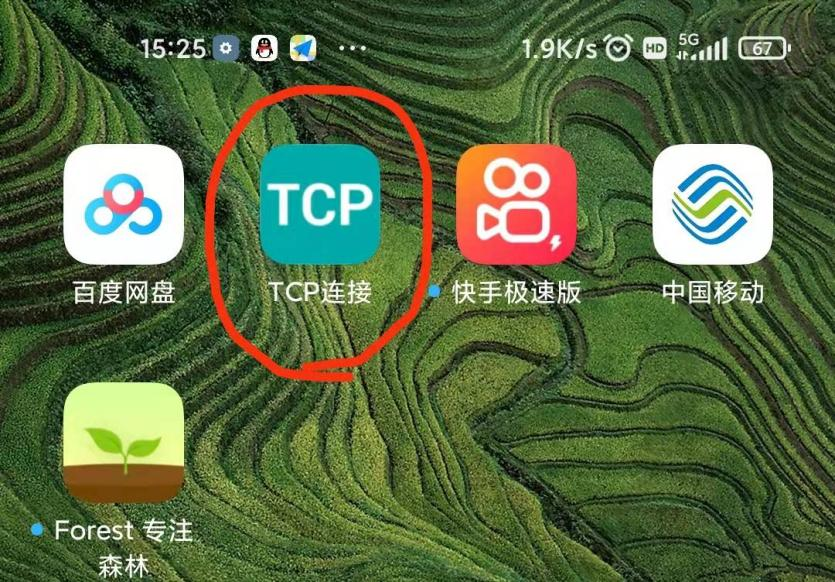 15:25 ··· 1.9K/s HD 5G 67
TCP
百度网盘 TCP连接 快手极速版 中国移动
Forest 专注
森林